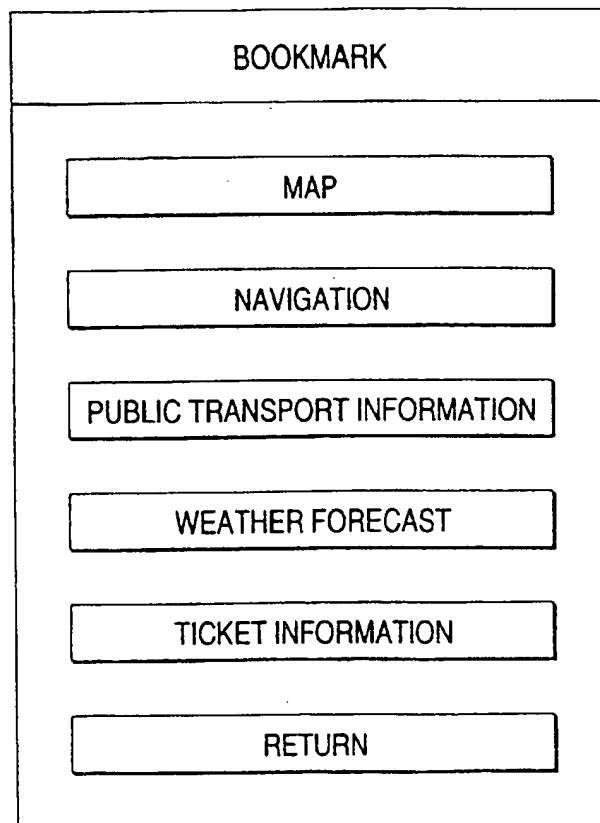 BOOKMARK
MAP
NAVIGATION
PUBLIC TRANSPORT INFORMATION
WEATHER FORECAST
TICKET INFORMATION
RETURN